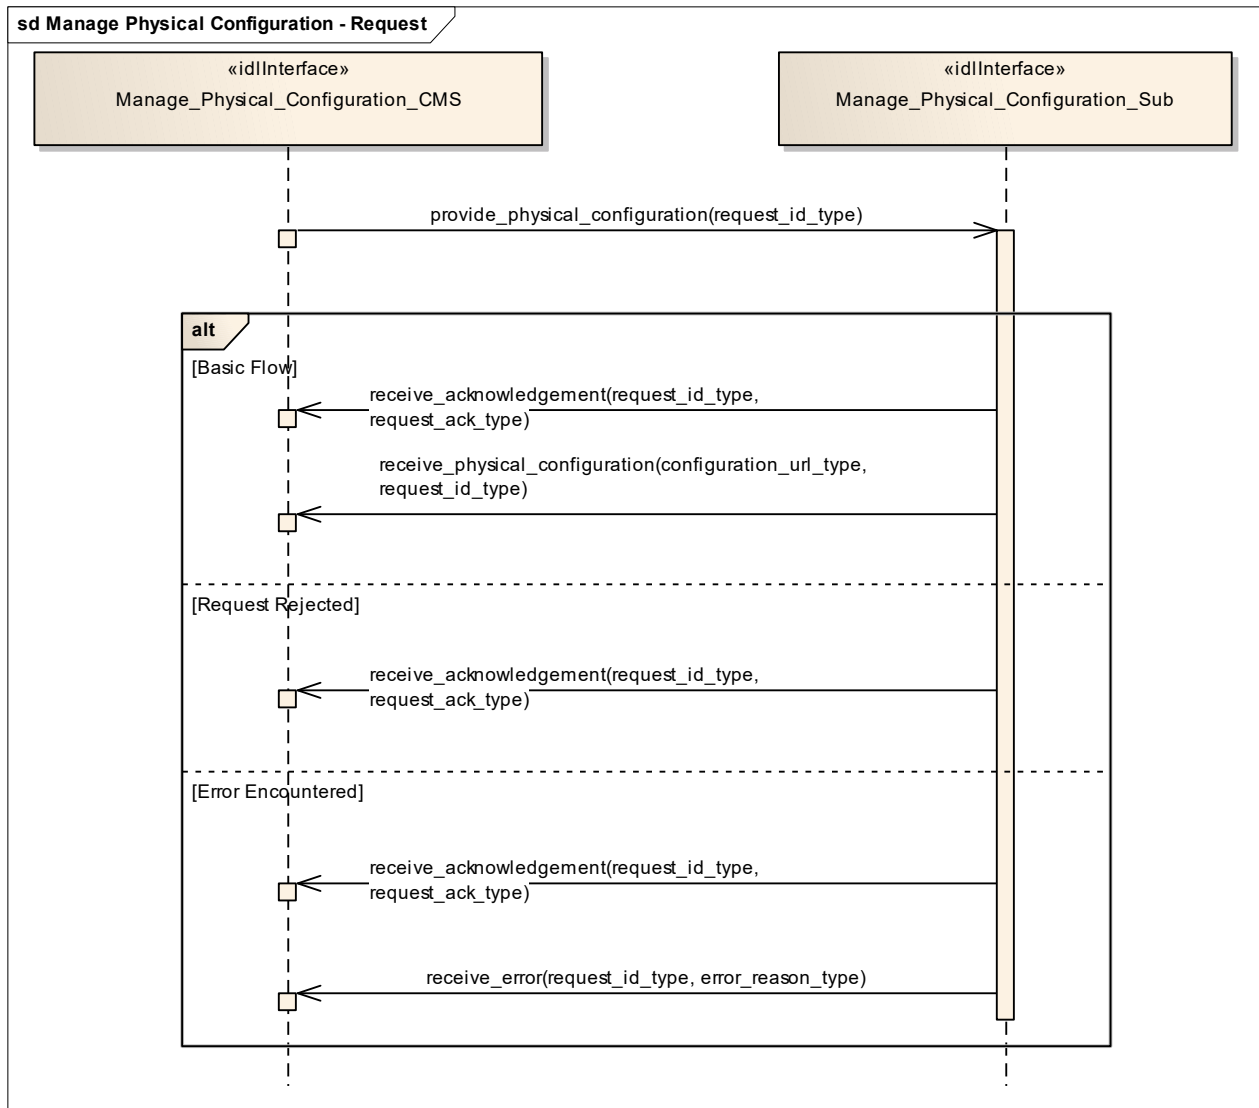 sd Manage Physical Configuration - Request
«idlInterface»
Manage_Physical_Configuration_CMS
«idlInterface»
Manage_Physical_Configuration_Sub
provide_physical_configuration(request_id_type)
alt
[Basic Flow]
receive_acknowledgement(request_id_type,
request_ack_type)
receive_physical_configuration(configuration_url_type,
request_id_type)
[Request Rejected]
receive_acknowledgement(request_id_type,
request_ack_type)
[Error Encountered]
receive_acknowledgement(request_id_type,
request_ack_type)
receive_error(request_id_type, error_reason_type)